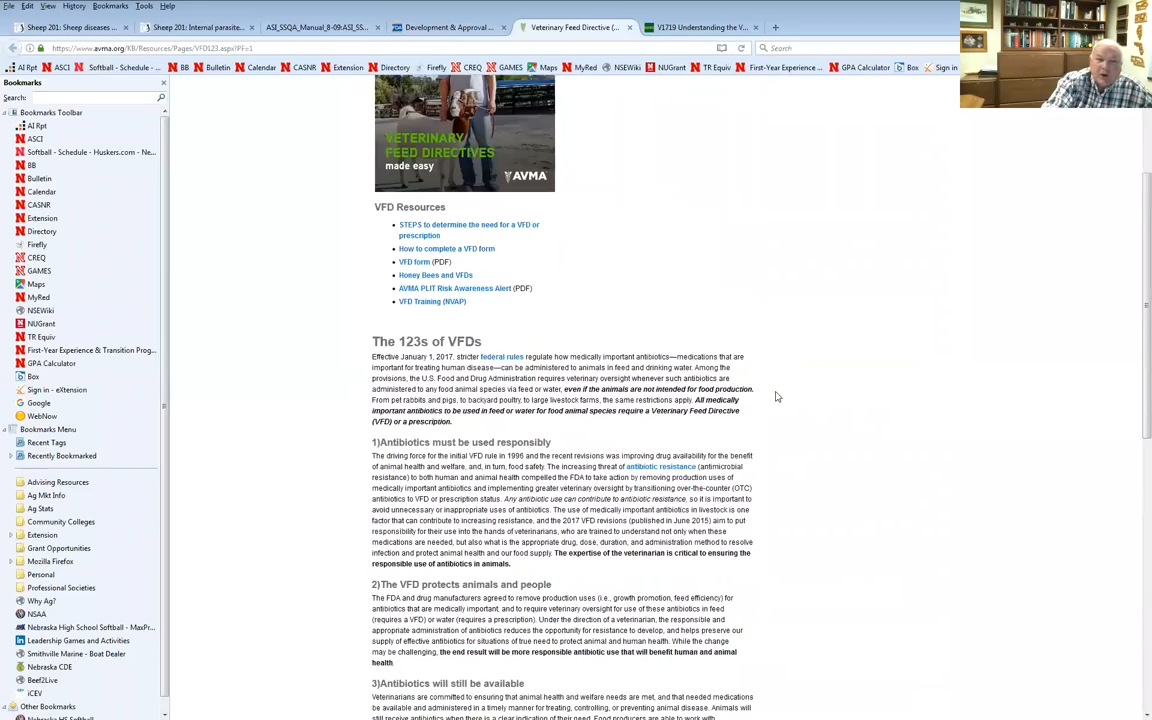 File Edit View History Bookmarks Tools Help
Sheep 201: Sheep diseases ... Sheep 201: Internal parasite... ASI_SSQA_Manual_8-09:ASI_SS... Development & Approval ... Veterinary Feed Directive (... V1719 Understanding the V...
https://www.avma.org/KB/Resources/Pages/VFD123.aspx?PF=1 Search
AI Rpt ASCI Softball - Schedule - ... BB Bulletin Calendar CASNR Extension Directory Firefly CREQ GAMES Maps MyRed NSEWiki NUGrant TR Equiv First-Year Experience ... GPA Calculator Box Sign in
Bookmarks
Search:
Bookmarks Toolbar
AI Rpt
ASCI
Softball - Schedule - Huskers.com - Ne...
BB
Bulletin
Calendar
CASNR
Extension
Directory
Firefly
CREQ
GAMES
Maps
MyRed
NSEWiki
NUGrant
TR Equiv
First-Year Experience & Transition Prog...
GPA Calculator
Box
Sign in - eXtension
Google
WebNow
Bookmarks Menu
Recent Tags
Recently Bookmarked
Advising Resources
Ag Mkt Info
Ag Stats
Community Colleges
Extension
Grant Opportunities
Mozilla Firefox
Personal
Professional Societies
Why Ag?
NSAA
Nebraska High School Softball - MaxPr...
Leadership Games and Activities
Smithville Marine - Boat Dealer
Nebraska CDE
Beef2Live
iCEV
Other Bookmarks
Nebraska HS Softball
VETERINARY
FEED DIRECTIVES
made easy
AVMA
VFD Resources
STEPS to determine the need for a VFD or
prescription
How to complete a VFD form
VFD form (PDF)
Honey Bees and VFDs
AVMA PLIT Risk Awareness Alert (PDF)
VFD Training (NVAP)
The 123s of VFDs
Effective January 1, 2017, stricter federal rules regulate how medically important antibiotics—medications that are
important for treating human disease—can be administered to animals in feed and drinking water. Among the
provisions, the U.S. Food and Drug Administration requires veterinary oversight whenever such antibiotics are
administered to any food animal species via feed or water, even if the animals are not intended for food production.
From pet rabbits and pigs, to backyard poultry, to large livestock farms, the same restrictions apply. All medically
important antibiotics to be used in feed or water for food animal species require a Veterinary Feed Directive
(VFD) or a prescription.
1)Antibiotics must be used responsibly
The driving force for the initial VFD rule in 1996 and the recent revisions was improving drug availability for the benefit
of animal health and welfare, and, in turn, food safety. The increasing threat of antibiotic resistance (antimicrobial
resistance) to both human and animal health compelled the FDA to take action by removing production uses of
medically important antibiotics and implementing greater veterinary oversight by transitioning over-the-counter (OTC)
antibiotics to VFD or prescription status. Any antibiotic use can contribute to antibiotic resistance, so it is important to
avoid unnecessary or inappropriate uses of antibiotics. The use of medically important antibiotics in livestock is one
factor that can contribute to increasing resistance, and the 2017 VFD revisions (published in June 2015) aim to put
responsibility for their use into the hands of veterinarians, who are trained to understand not only when these
medications are needed, but also what is the appropriate drug, dose, duration, and administration method to resolve
infection and protect animal health and our food supply. The expertise of the veterinarian is critical to ensuring the
responsible use of antibiotics in animals.
2)The VFD protects animals and people
The FDA and drug manufacturers agreed to remove production uses (i.e., growth promotion, feed efficiency) for
antibiotics that are medically important, and to require veterinary oversight for use of these antibiotics in feed
(requires a VFD) or water (requires a prescription). Under the direction of a veterinarian, the responsible and
appropriate administration of antibiotics reduces the opportunity for resistance to develop, and helps preserve our
supply of effective antibiotics for situations of true need to protect animal and human health. While the change
may be challenging, the end result will be more responsible antibiotic use that will benefit human and animal
health.
3)Antibiotics will still be available
Veterinarians are committed to ensuring that animal health and welfare needs are met, and that needed medications
be available and administered in a timely manner for treating, controlling, or preventing animal disease. Animals will
still receive antibiotics when there is a clear indication of their need. Food producers are able to work with